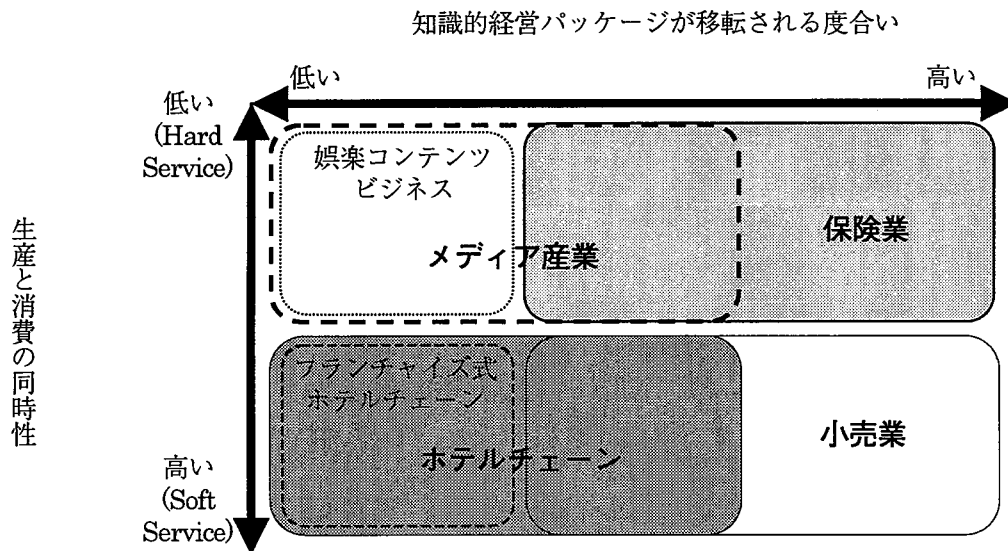 知識的経営パッケージが移転される度合い
低い
高い
低い
(Hard
Service)
娯楽コンテンツ
ビジネス
メディア産業
保険業
生産と消費の同時性
フランチャイズ式
ホテルチェーン
ホテルチェーン
小売業
高い
(Soft
Service)